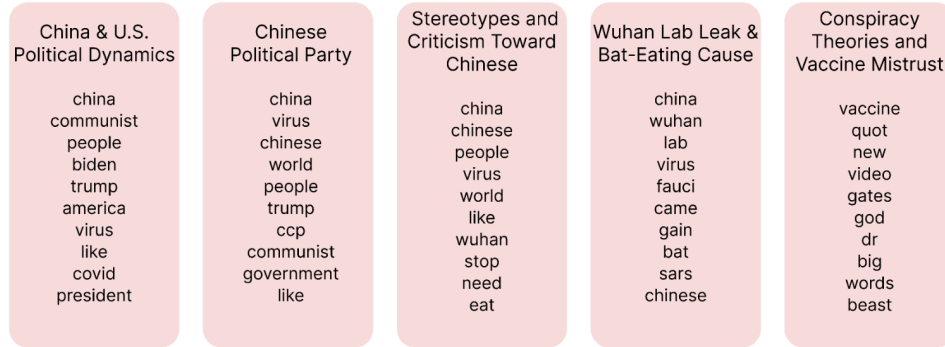 China & U.S.
Political Dynamics
china
communist
people
biden
trump
america
virus
like
covid
president
Chinese
Political Party
china
virus
chinese
world
people
trump
ccp
communist
government
like
Stereotypes and
Criticism Toward
Chinese
china
chinese
people
virus
world
like
wuhan
stop
need
eat
Wuhan Lab Leak &
Bat-Eating Cause
china
wuhan
lab
virus
fauci
came
gain
bat
sars
chinese
Conspiracy
Theories and
Vaccine Mistrust
vaccine
quot
new
video
gates
god
dr
big
words
beast